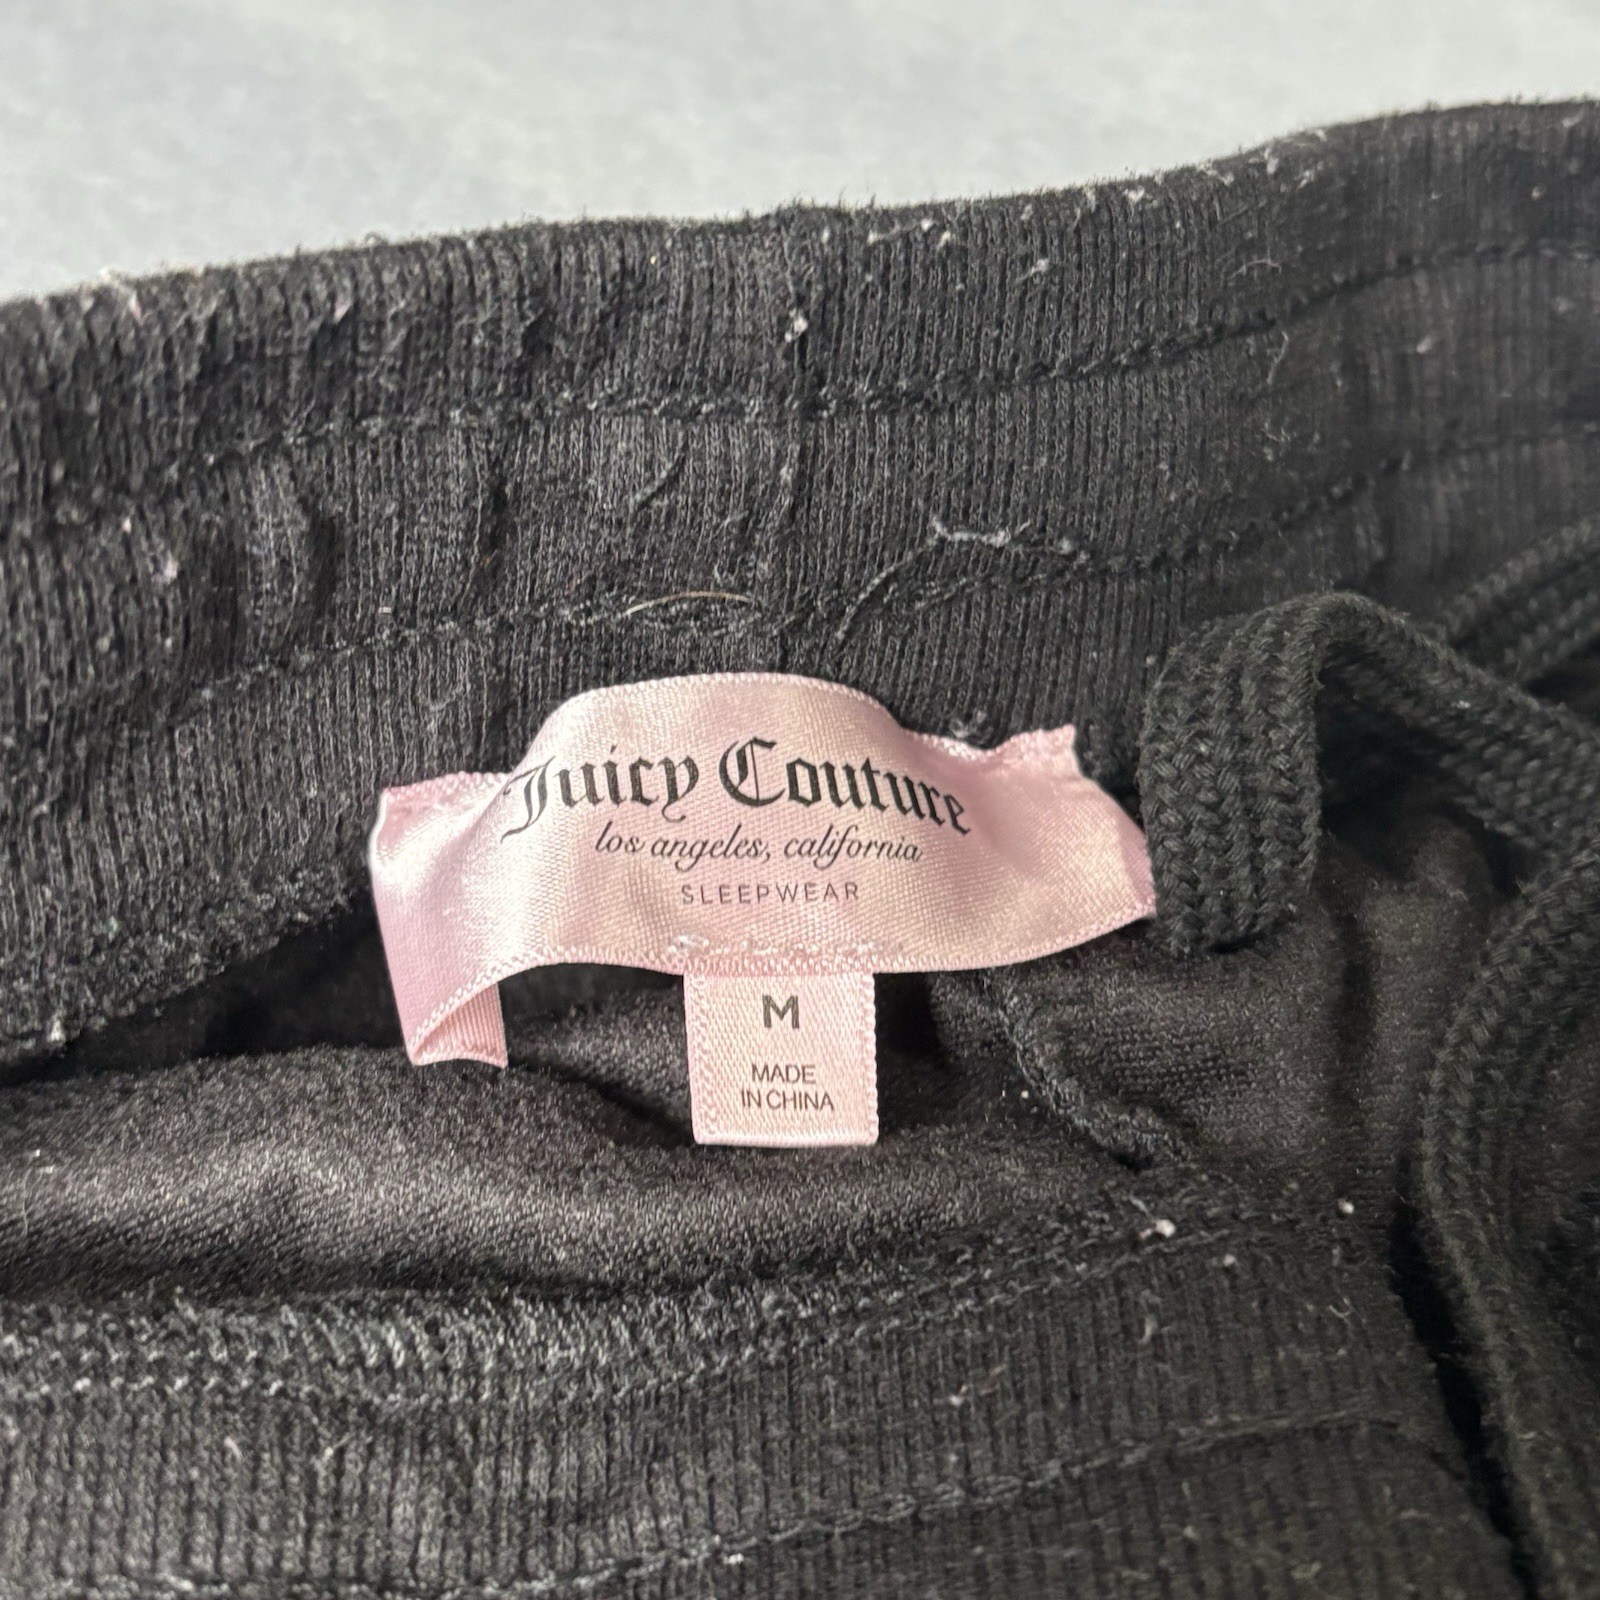 Juicy Couture
los angeles, california
SLEEPWEAR
M
MADE
IN CHINA